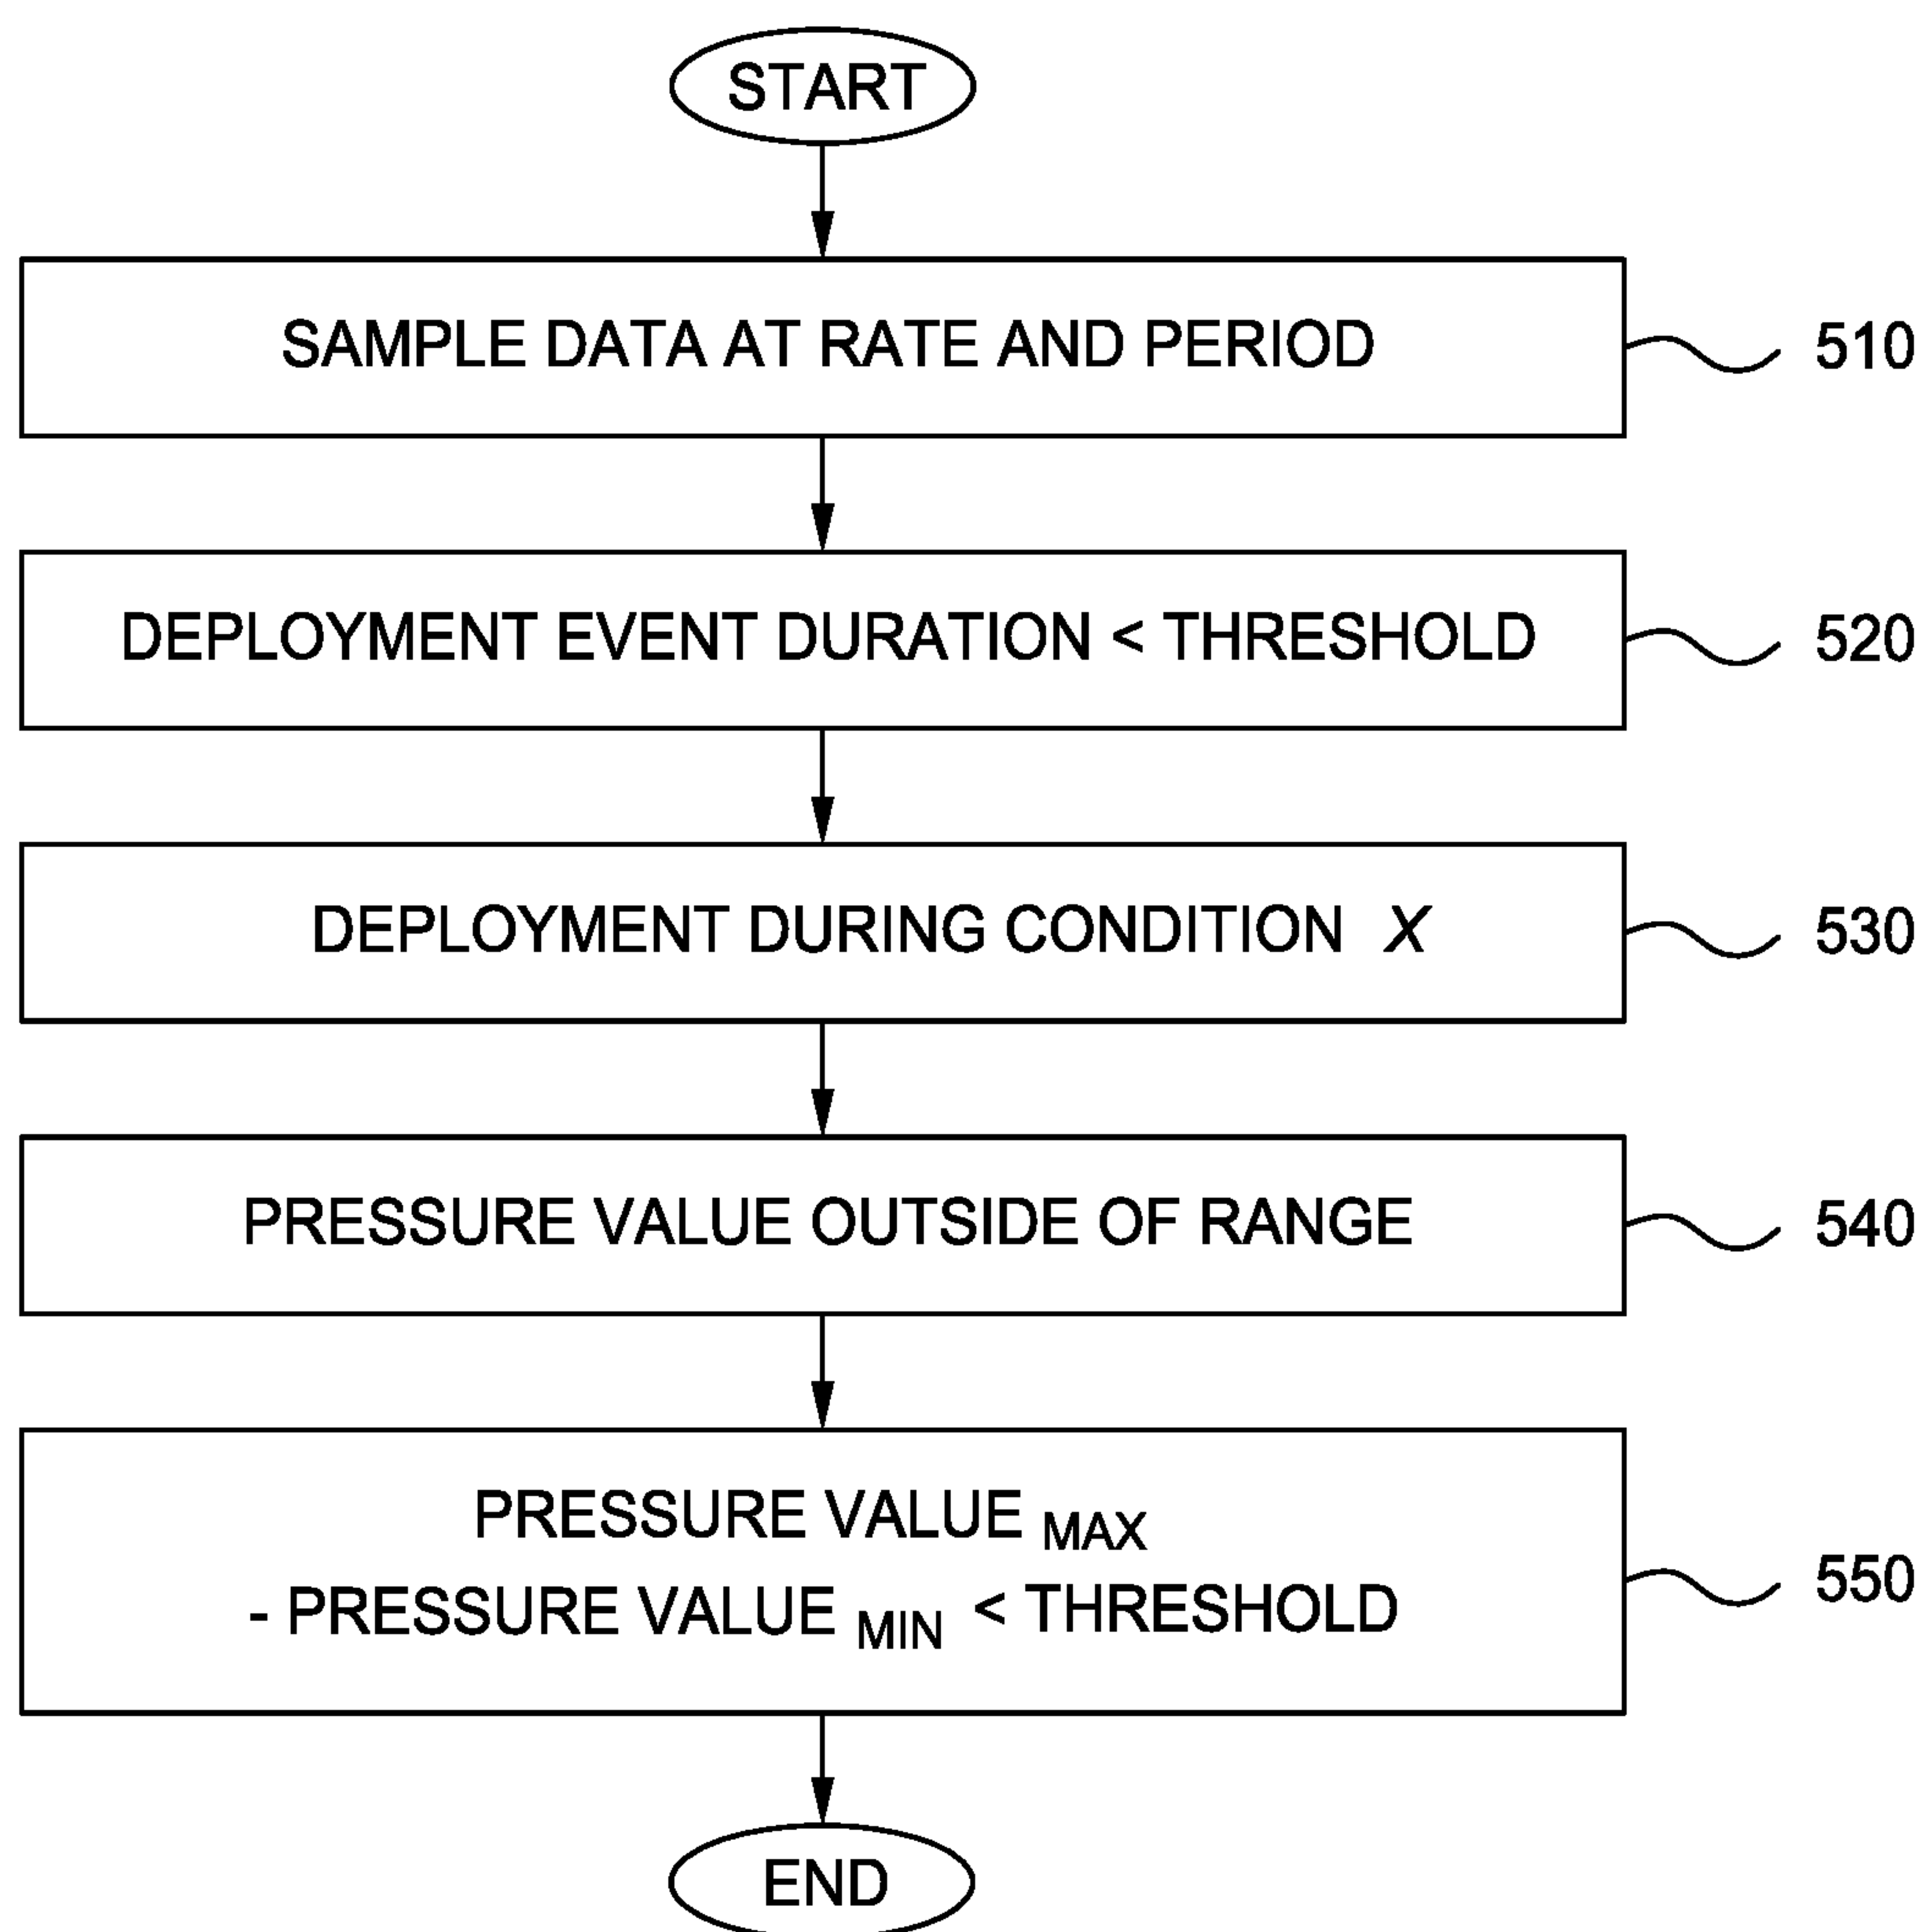 START
SAMPLE DATA AT RATE AND PERIOD
510
DEPLOYMENT EVENT DURATION < THRESHOLD
520
DEPLOYMENT DURING CONDITION X
530
PRESSURE VALUE OUTSIDE OF RANGE
540
PRESSURE VALUE MAX
- PRESSURE VALUE MIN < THRESHOLD
550
END